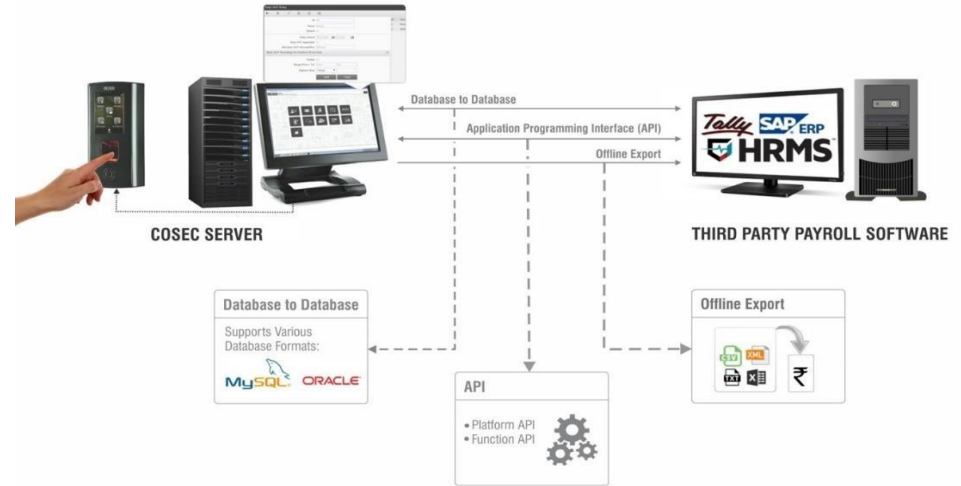 Database to Database
Application Programming Interface (API)
Offline Export
Tally SAP ERP
HRMS
COSEC SERVER
THIRD PARTY PAYROLL SOFTWARE
Database to Database
Supports Various
Database Formats:
MySQL ORACLE
API
• Platform API
• Function API
Offline Export
CSV XML
TXT X
₹